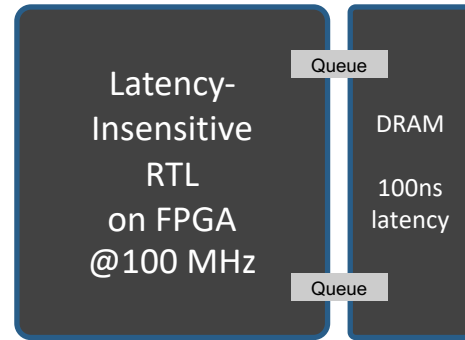 Latency-
Insensitive
RTL
on FPGA
@100 MHz
Queue
DRAM
100ns
latency
Queue